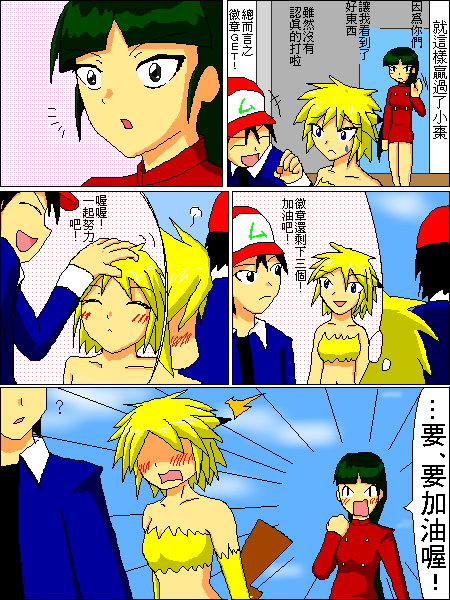 就這樣贏過了小棗
因為你們
讓我看到了
好東西
雖然沒有
認真的打啦
總而言之
徽章GET!
徽章還剩下三個!
加油吧!
喔喔!
一起努力
吧!
?
…要、要加油喔!